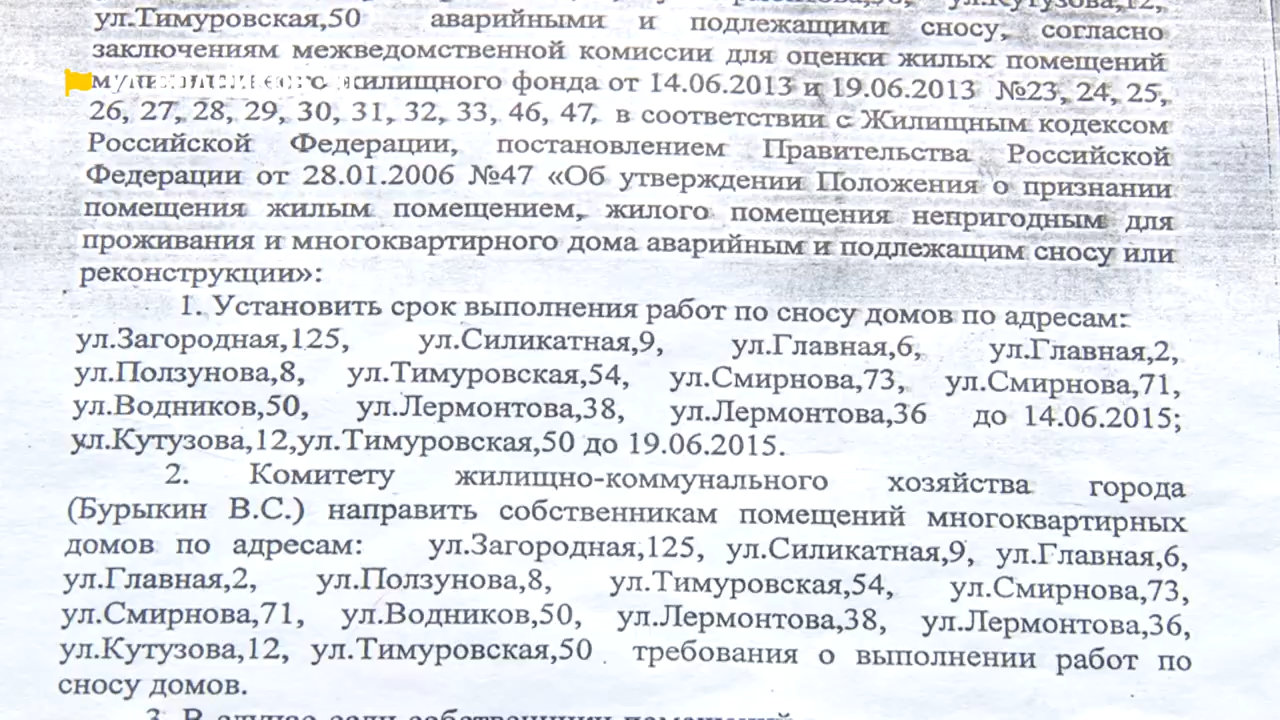 ул.Тимуровская,50 аварийными и подлежащими сносу, согласно
заключениям межведомственной комиссии для оценки жилых помещений
жилищного фонда от 14.06.2013 и 19.06.2013 №23, 24, 25,
26, 27, 28, 29, 30, 31, 32, 33, 46, 47, в соответствии с Жилищным кодексом
Российской Федерации, постановлением Правительства Российской
Федерации от 28.01.2006 №47 «Об утверждении Положения о признании
помещения жилым помещением, жилого помещения непригодным для
проживания и многоквартирного дома аварийным и подлежащим сносу или
реконструкции»:
1. Установить срок выполнения работ по сносу домов по адресам:
ул.Загородная,125, ул.Силикатная,9, ул.Главная,6, ул.Главная,2,
ул.Ползунова,8, ул.Тимуровская,54, ул.Смирнова,73, ул.Смирнова,71,
ул.Водников,50, ул.Лермонтова,38, ул.Лермонтова,36 до 14.06.2015;
ул.Кутузова,12,ул.Тимуровская,50 до 19.06.2015.
2. Комитету жилищно-коммунального хозяйства города
(Бурыкин В.С.) направить собственникам помещений многоквартирных
домов по адресам: ул.Загородная,125, ул.Силикатная,9, ул.Главная,6,
ул.Главная,2, ул.Ползунова,8, ул.Тимуровская,54, ул.Смирнова,73,
ул.Смирнова,71, ул.Водников,50, ул.Лермонтова,38, ул.Лермонтова,36,
ул.Кутузова,12, ул.Тимуровская,50 требования о выполнении работ по
сносу домов.
3. В случае если собственники помещений